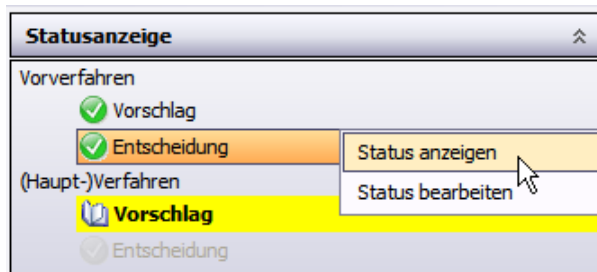 Statusanzeige
Vorverfahren
Vorschlag
Entscheidung
Status anzeigen
Status bearbeiten
(Haupt-)Verfahren
Vorschlag
Entscheidung